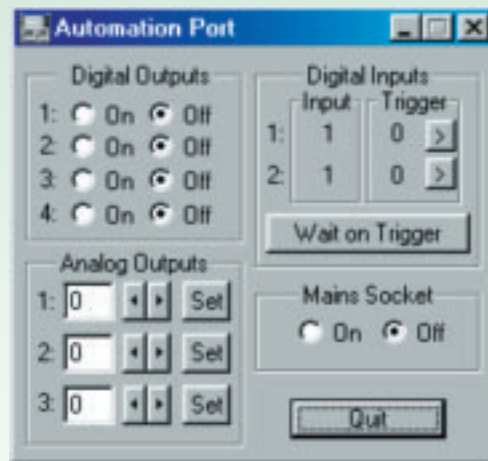 Automation Port
Digital Outputs
1: On Off
2: On Off
3: On Off
4: On Off
Analog Outputs
1: 0 Set
2: 0 Set
3: 0 Set
Digital Inputs
Input Trigger
1: 1 0 >
2: 1 0 >
Wait on Trigger
Mains Socket
On Off
Quit